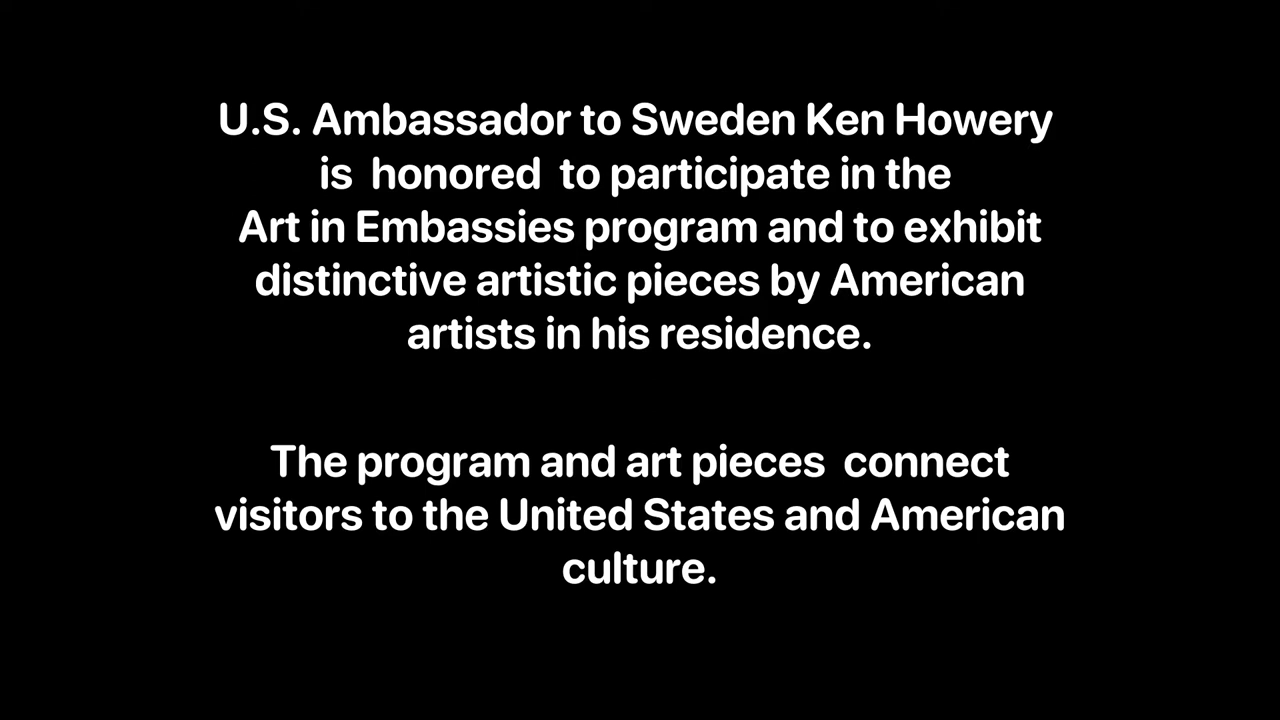 U.S. Ambassador to Sweden Ken Howery
is  honored  to participate in the
Art in Embassies program and to exhibit
distinctive artistic pieces by American
artists in his residence.
The program and art pieces  connect
visitors to the United States and American
culture.